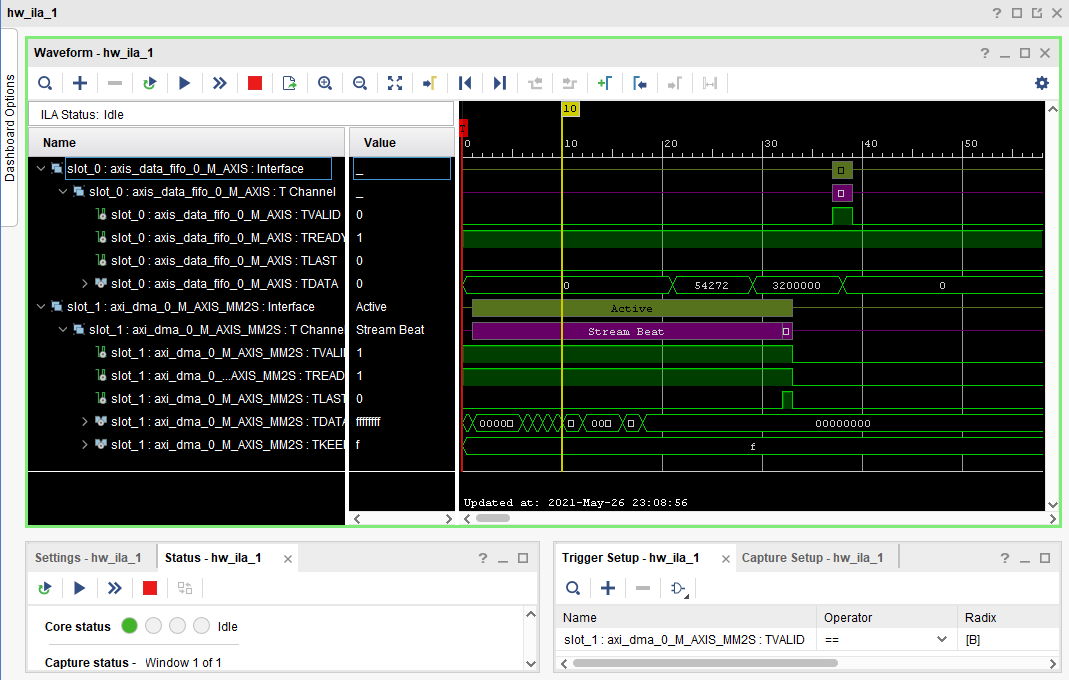 hw_ila_1
Dashboard Options
Waveform - hw_ila_1
ILA Status: Idle
Name
Value
slot_0 : axis_data_fifo_0_M_AXIS : Interface
_
slot_0 : axis_data_fifo_0_M_AXIS : T Channel
_
slot_0 : axis_data_fifo_0_M_AXIS : TVALID
0
slot_0 : axis_data_fifo_0_M_AXIS : TREADY
1
slot_0 : axis_data_fifo_0_M_AXIS : TLAST
0
slot_0 : axis_data_fifo_0_M_AXIS : TDATA
0
slot_1 : axi_dma_0_M_AXIS_MM2S : Interface
Active
slot_1 : axi_dma_0_M_AXIS_MM2S : T Channe
Stream Beat
slot_1 : axi_dma_0_M_AXIS_MM2S : TVALI
1
slot_1 : axi_dma_0_...AXIS_MM2S : TREAD
1
slot_1 : axi_dma_0_M_AXIS_MM2S : TLAST
0
slot_1 : axi_dma_0_M_AXIS_MM2S : TDATA
ffffffff
slot_1 : axi_dma_0_M_AXIS_MM2S : TKEEI
f
10
0 10 20 30 40 50
0 54272 3200000 0
Active
Stream Beat
0000 00 00000000
f
Updated at: 2021-May-26 23:08:56
Settings - hw_ila_1
Status - hw_ila_1
Core status
Idle
Capture status - Window 1 of 1
Trigger Setup - hw_ila_1
Capture Setup - hw_ila_1
Name Operator Radix
slot_1 : axi_dma_0_M_AXIS_MM2S : TVALID == [B]